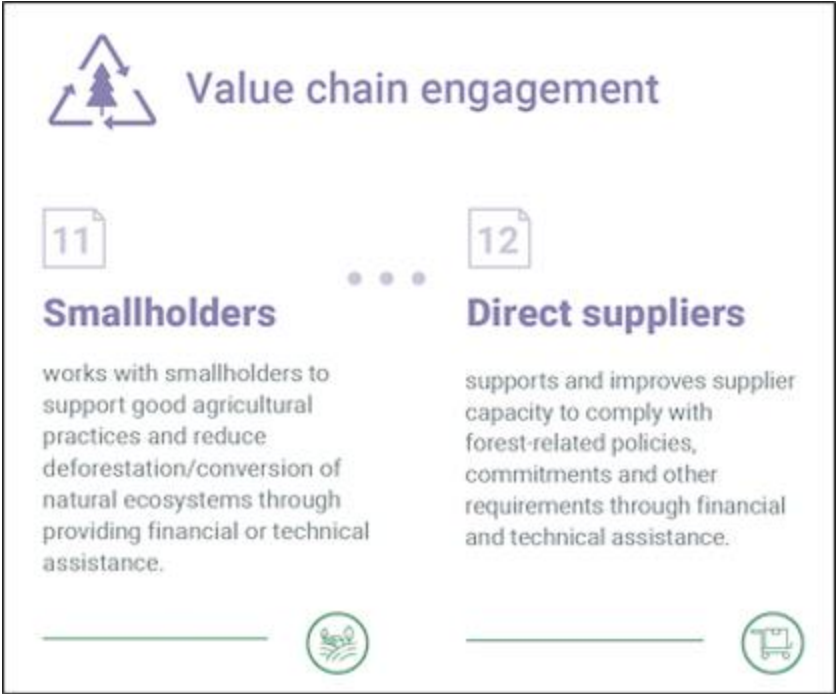 Value chain engagement
11
Smallholders
works with smallholders to
support good agricultural
practices and reduce
deforestation/conversion of
natural ecosystems through
providing financial or technical
assistance.
12
Direct suppliers
supports and improves supplier
capacity to comply with
forest-related policies,
commitments and other
requirements through financial
and technical assistance.